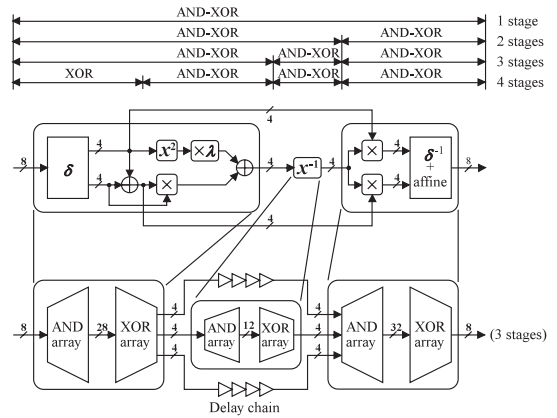 AND-XOR 1 stage
AND-XOR AND-XOR 2 stages
AND-XOR AND-XOR AND-XOR 3 stages
XOR AND-XOR AND-XOR AND-XOR 4 stages
4
8 δ 4 x² ×λ 4 x⁻¹ 4 × 4 δ⁻¹ + affine 8
4 × 4 × 4
4
4 4
8 AND array 28 XOR array 4 AND array 12 XOR array 4 AND array 32 XOR array 8 (3 stages)
4 4
Delay chain